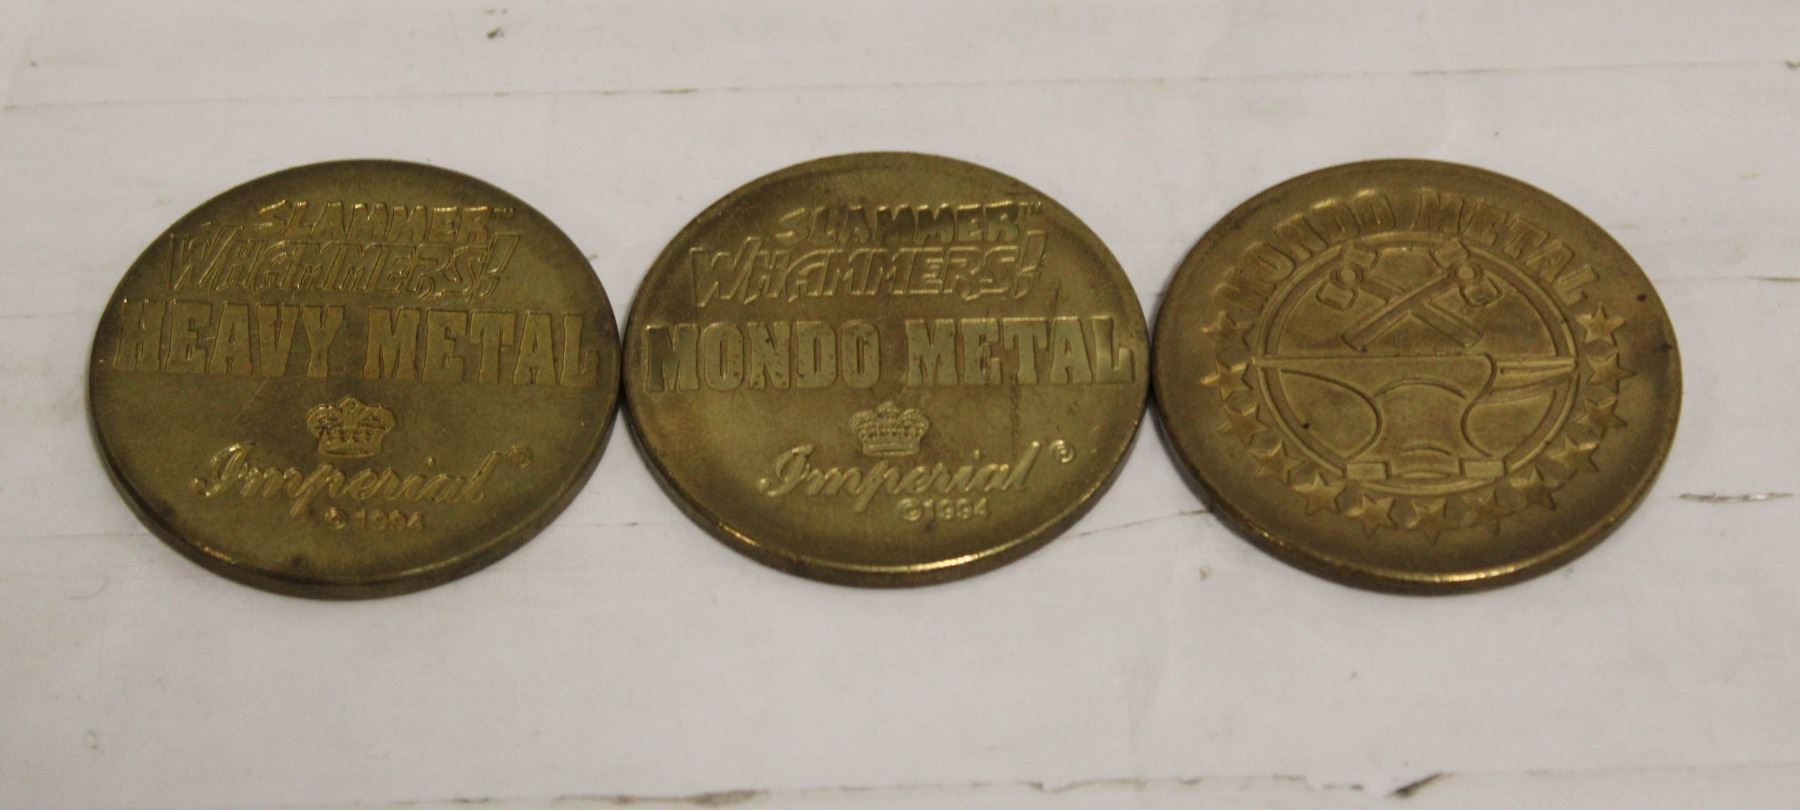 SLAMMER™
WHAMMERS!
HEAVY METAL
Imperial®
©1994
SLAMMER™
WHAMMERS!
MONDO METAL
Imperial®
©1994
MONDO METAL